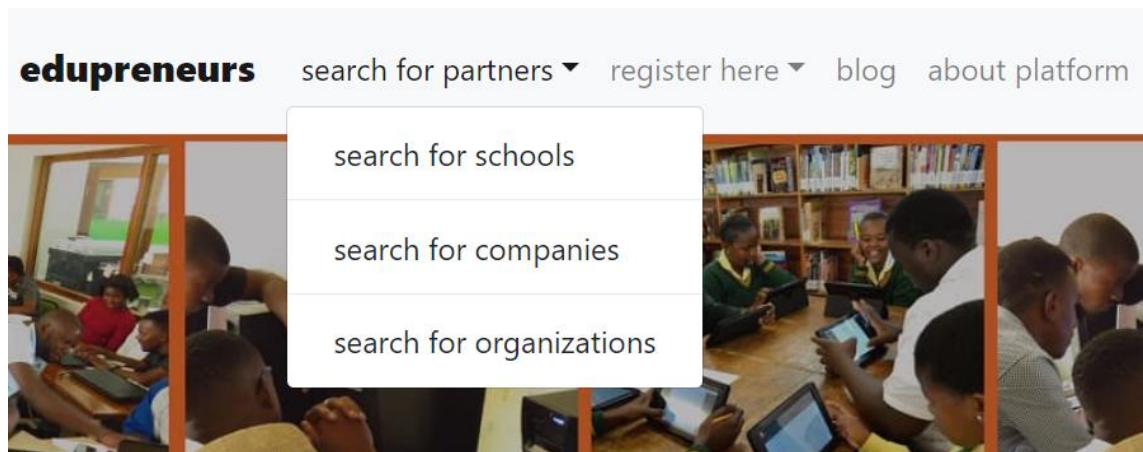 edupreneurs search for partners register here blog about platform
search for schools
search for companies
search for organizations